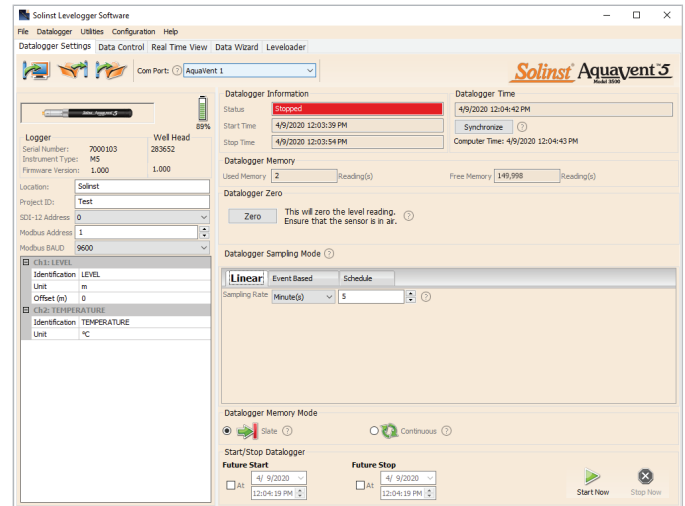 Solinst Levelogger Software
File Datalogger Utilities Configuration Help
Datalogger Settings Data Control Real Time View Data Wizard Leveloader
Com Port: ? AquaVent 1
Solinst AquaVent 5
Model 3500
89%
Logger Well Head
Serial Number: 7000103 283652
Instrument Type: M5
Firmware Version: 1.000 1.000
Location: Solinst
Project ID: Test
SDI-12 Address 0
Modbus Address 1
Modbus BAUD 9600
Ch1: LEVEL
Identification LEVEL
Unit m
Offset (m) 0
Ch2: TEMPERATURE
Identification TEMPERATURE
Unit °C
Datalogger Information
Status Stopped
Start Time 4/9/2020 12:03:39 PM
Stop Time 4/9/2020 12:03:54 PM
Datalogger Time
4/9/2020 12:04:42 PM
Synchronize ?
Computer Time: 4/9/2020 12:04:43 PM
Datalogger Memory
Used Memory 2 Reading(s) Free Memory 149,998 Reading(s)
Datalogger Zero
Zero This will zero the level reading. ?
Ensure that the sensor is in air.
Datalogger Sampling Mode ?
Linear Event Based Schedule
Sampling Rate Minute(s) 5 ?
Datalogger Memory Mode
Slate ? Continuous ?
Start/Stop Datalogger
Future Start Future Stop
At 4/ 9/2020 At 4/ 9/2020
12:04:19 PM 12:04:19 PM
Start Now Stop Now